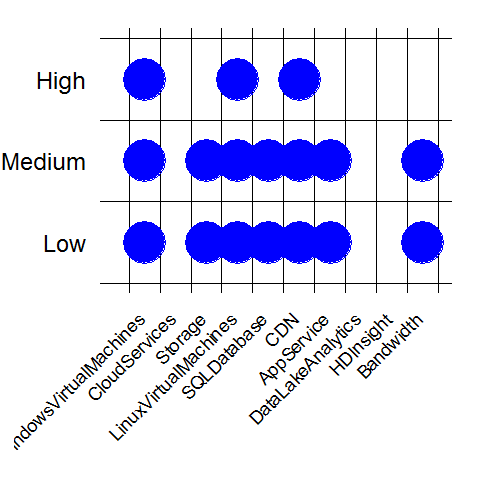 High
Medium
Low
ndowsVirtualMachines
CloudServices
Storage
LinuxVirtualMachines
SQLDatabase
CDN
AppService
DataLakeAnalytics
HDInsight
Bandwidth